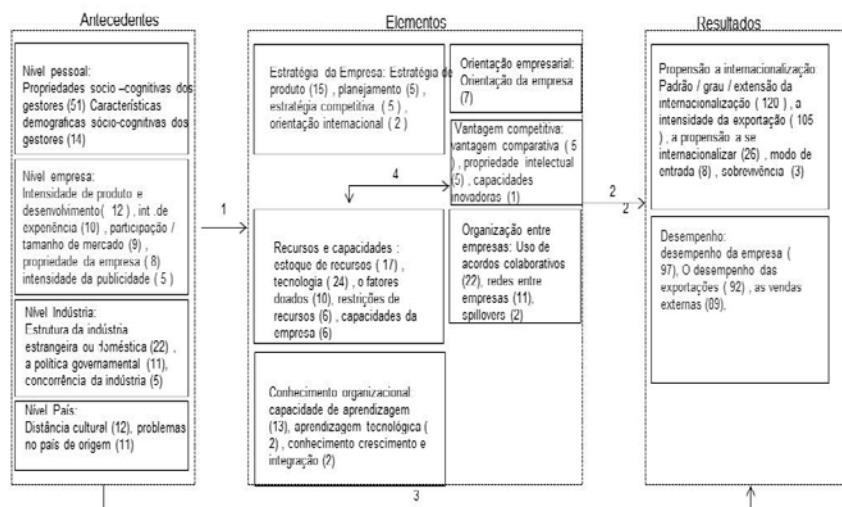 Antecedentes
Nível pessoal:
Propriedades socio –cognitivas dos
gestores (51) Características
demográficas sócio-cognitivas dos
gestores (14)
Nível empresa:
Intensidade de produto e
desenvolvimento( 12 ) , int .de
experiência (10) , participação /
tamanho de mercado (9) ,
propriedade da empresa ( 8)
intensidade da publicidade ( 5 )
Nível Indústria:
Estrutura da indústria
estrangeira ou doméstica (22) ,
a política governamental (11),
concorrência da indústria (5)
Nível País:
Distância cultural (12), problemas
no país de origem (11)
1
Elementos
Estratégia da Empresa: Estratégia de
produto (15) , planejamento (5) ,
estratégia competitiva ( 5 ) ,
orientação internacional ( 2 )
Orientação empresarial:
Orientação da empresa
(7)
Vantagem competitiva:
vantagem comparativa ( 5
) , propriedade intelectual
(5) , capacidades
inovadoras (1)
4
Recursos e capacidades :
estoque de recursos ( 17) ,
tecnologia ( 24) , o fatores
doados (10), restrições de
recursos (6) , capacidades da
empresa (6)
Organização entre
empresas: Uso de
acordos colaborativos
(22), redes entre
empresas (11),
spillovers (2)
Conhecimento organizacional
capacidade de aprendizagem
(13), aprendizagem tecnológica (
2) , conhecimento crescimento e
integração (2)
3
2
2
Resultados
Propensão a internacionalização:
Padrão / grau / extensão da
internacionalização ( 120 ) , a
intensidade da exportação ( 105
) , a propensão a se
internacionalizar (26) , modo de
entrada (8) , sobrevivência (3)
Desempenho:
desempenho da empresa (
97), O desempenho das
exportações ( 92) , as vendas
externas (89),